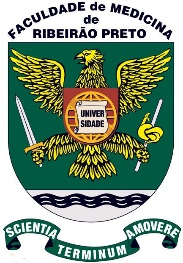 FACULDADE de MEDICINA
de
RIBEIRÃO PRETO
UNIVER
SIDADE
SCIENTIA
TERMINUM
AMOVERE